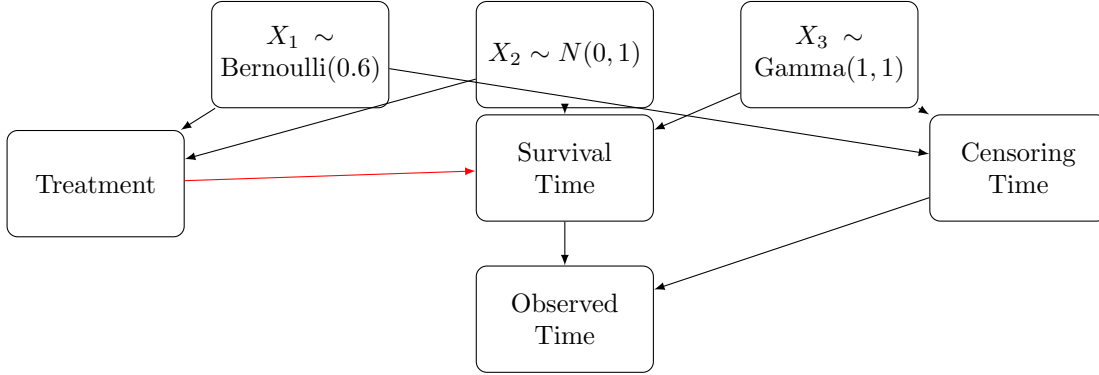 X₁ ∼
Bernoulli(0.6)
X₂ ∼ N(0, 1)
X₃ ∼
Gamma(1, 1)
Treatment
Survival
Time
Censoring
Time
Observed
Time